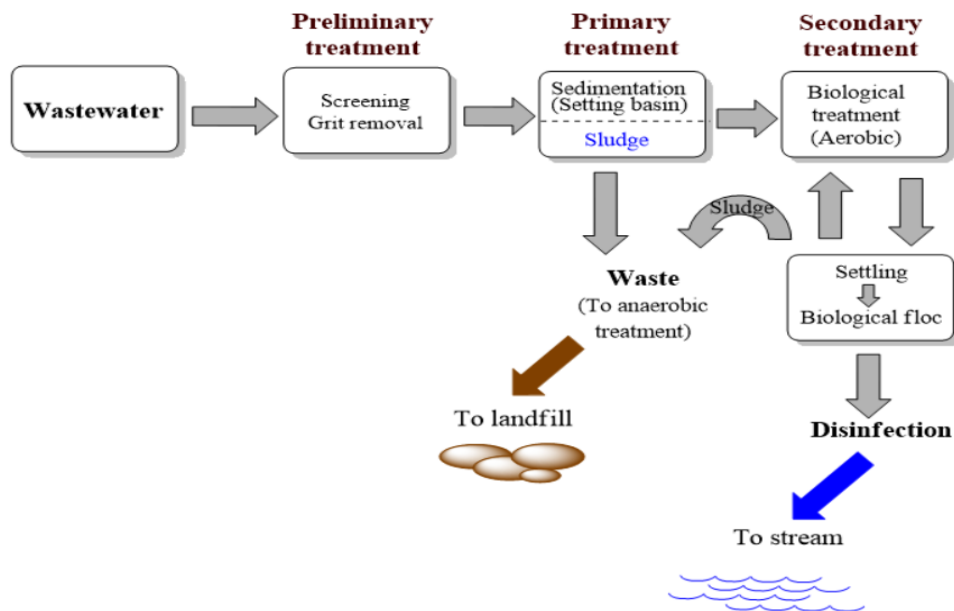 Preliminary
treatment
Primary
treatment
Secondary
treatment
Wastewater
Screening
Grit removal
Sedimentation
(Setting basin)
Sludge
Biological
treatment
(Aerobic)
Sludge
Waste
(To anaerobic
treatment)
Settling
Biological floc
To landfill
Disinfection
To stream